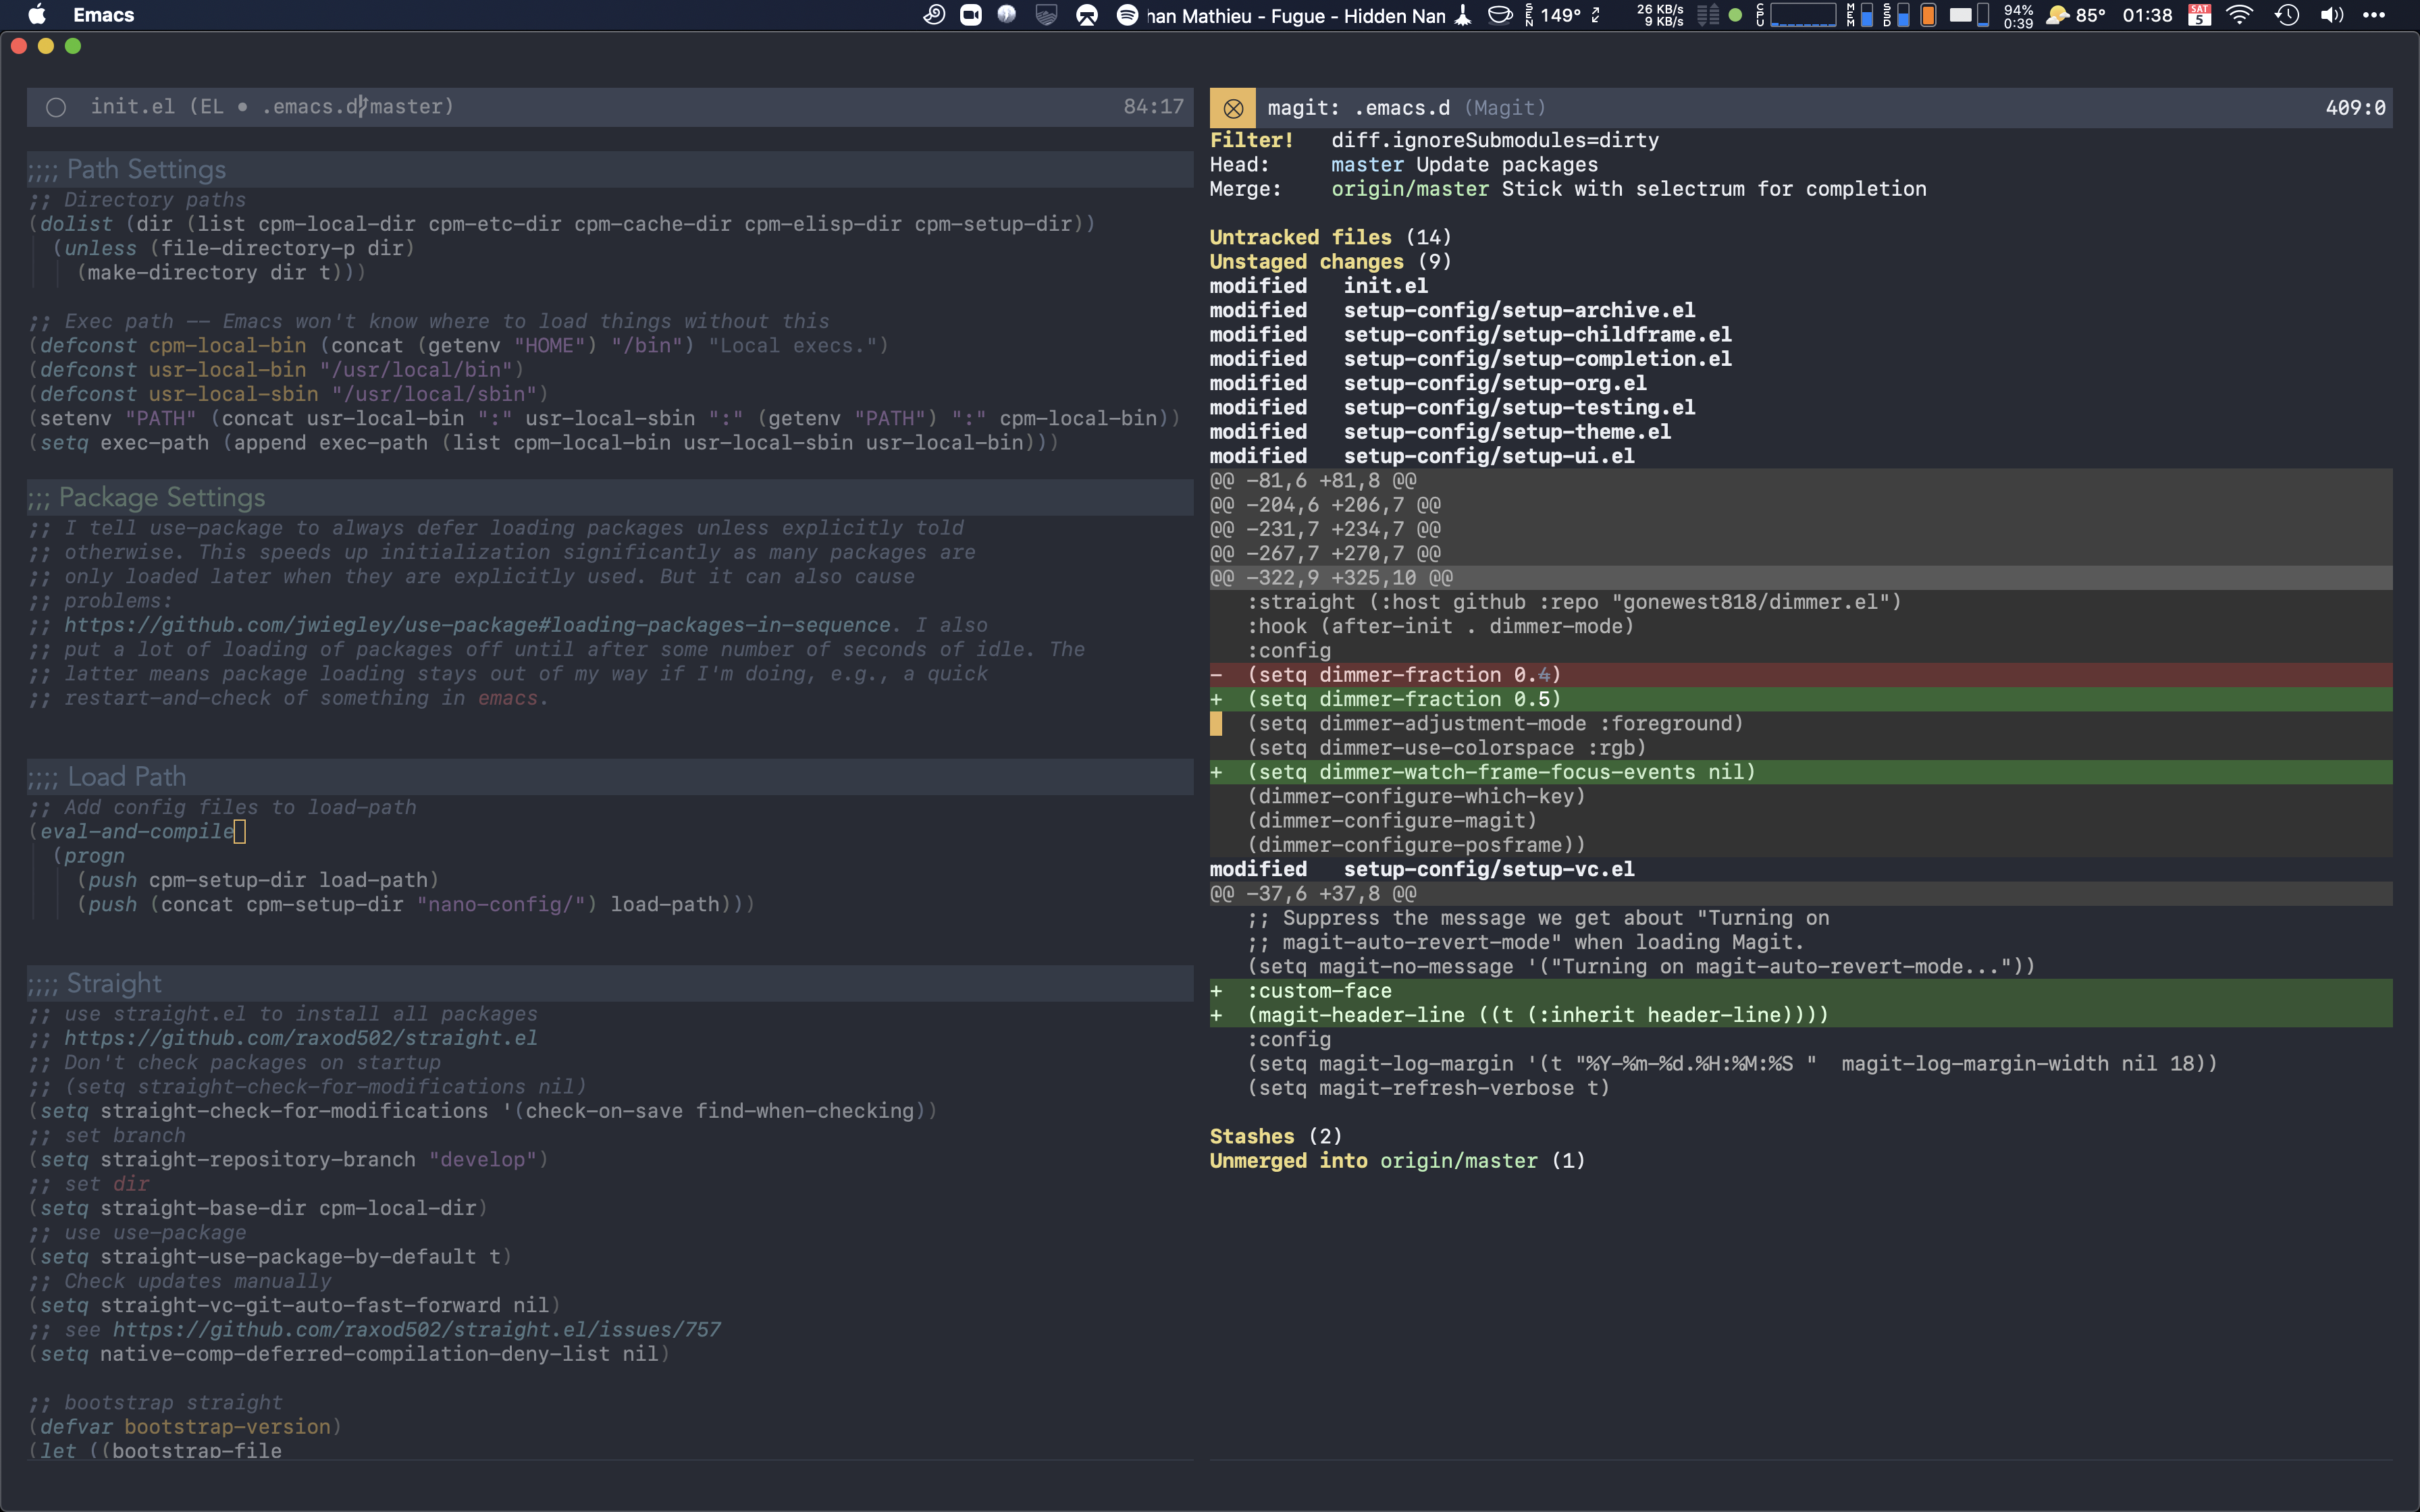 Emacs
han Mathieu - Fugue - Hidden Nan
SEN 149°
26 KB/s
9 KB/s
CPU
MEM
SSD
94%
0:39
85°
01:38
SAT
5
init.el (EL • .emacs.d master)
84:17
;;;; Path Settings
;; Directory paths
(dolist (dir (list cpm-local-dir cpm-etc-dir cpm-cache-dir cpm-elisp-dir cpm-setup-dir))
(unless (file-directory-p dir)
(make-directory dir t)))
;; Exec path -- Emacs won't know where to load things without this
(defconst cpm-local-bin (concat (getenv "HOME") "/bin") "Local execs.")
(defconst usr-local-bin "/usr/local/bin")
(defconst usr-local-sbin "/usr/local/sbin")
(setenv "PATH" (concat usr-local-bin ":" usr-local-sbin ":" (getenv "PATH") ":" cpm-local-bin))
(setq exec-path (append exec-path (list cpm-local-bin usr-local-sbin usr-local-bin)))
;;; Package Settings
;; I tell use-package to always defer loading packages unless explicitly told
;; otherwise. This speeds up initialization significantly as many packages are
;; only loaded later when they are explicitly used. But it can also cause
;; problems:
;; https://github.com/jwiegley/use-package#loading-packages-in-sequence. I also
;; put a lot of loading of packages off until after some number of seconds of idle. The
;; latter means package loading stays out of my way if I'm doing, e.g., a quick
;; restart-and-check of something in emacs.
;;;; Load Path
;; Add config files to load-path
(eval-and-compile
(progn
(push cpm-setup-dir load-path)
(push (concat cpm-setup-dir "nano-config/") load-path)))
;;;; Straight
;; use straight.el to install all packages
;; https://github.com/raxod502/straight.el
;; Don't check packages on startup
;; (setq straight-check-for-modifications nil)
(setq straight-check-for-modifications '(check-on-save find-when-checking))
;; set branch
(setq straight-repository-branch "develop")
;; set dir
(setq straight-base-dir cpm-local-dir)
;; use use-package
(setq straight-use-package-by-default t)
;; Check updates manually
(setq straight-vc-git-auto-fast-forward nil)
;; see https://github.com/raxod502/straight.el/issues/757
(setq native-comp-deferred-compilation-deny-list nil)
;; bootstrap straight
(defvar bootstrap-version)
(let ((bootstrap-file
magit: .emacs.d (Magit)
409:0
Filter! diff.ignoreSubmodules=dirty
Head: master Update packages
Merge: origin/master Stick with selectrum for completion
Untracked files (14)
Unstaged changes (9)
modified init.el
modified setup-config/setup-archive.el
modified setup-config/setup-childframe.el
modified setup-config/setup-completion.el
modified setup-config/setup-org.el
modified setup-config/setup-testing.el
modified setup-config/setup-theme.el
modified setup-config/setup-ui.el
@@ -81,6 +81,8 @@
@@ -204,6 +206,7 @@
@@ -231,7 +234,7 @@
@@ -267,7 +270,7 @@
@@ -322,9 +325,10 @@
:straight (:host github :repo "gonewest818/dimmer.el")
:hook (after-init . dimmer-mode)
:config
- (setq dimmer-fraction 0.4)
+ (setq dimmer-fraction 0.5)
(setq dimmer-adjustment-mode :foreground)
(setq dimmer-use-colorspace :rgb)
+ (setq dimmer-watch-frame-focus-events nil)
(dimmer-configure-which-key)
(dimmer-configure-magit)
(dimmer-configure-posframe))
modified setup-config/setup-vc.el
@@ -37,6 +37,8 @@
;; Suppress the message we get about "Turning on
;; magit-auto-revert-mode" when loading Magit.
(setq magit-no-message '("Turning on magit-auto-revert-mode..."))
+ :custom-face
+ (magit-header-line ((t (:inherit header-line))))
:config
(setq magit-log-margin '(t "%Y-%m-%d.%H:%M:%S " magit-log-margin-width nil 18))
(setq magit-refresh-verbose t)
Stashes (2)
Unmerged into origin/master (1)